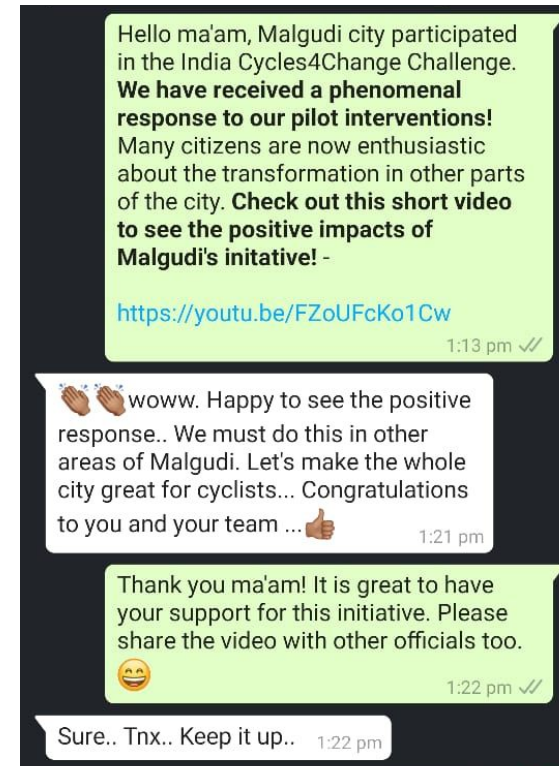 Hello ma'am, Malgudi city participated
in the India Cycles4Change Challenge.
We have received a phenomenal
response to our pilot interventions!
Many citizens are now enthusiastic
about the transformation in other parts
of the city. Check out this short video
to see the positive impacts of
Malgudi's initative! -
https://youtu.be/FZoUFcKo1Cw
1:13 pm
👏🏽👏🏽woww. Happy to see the positive
response.. We must do this in other
areas of Malgudi. Let's make the whole
city great for cyclists... Congratulations
to you and your team ...👍🏽
1:21 pm
Thank you ma'am! It is great to have
your support for this initiative. Please
share the video with other officials too.
😄
1:22 pm
Sure.. Tnx.. Keep it up.. 1:22 pm